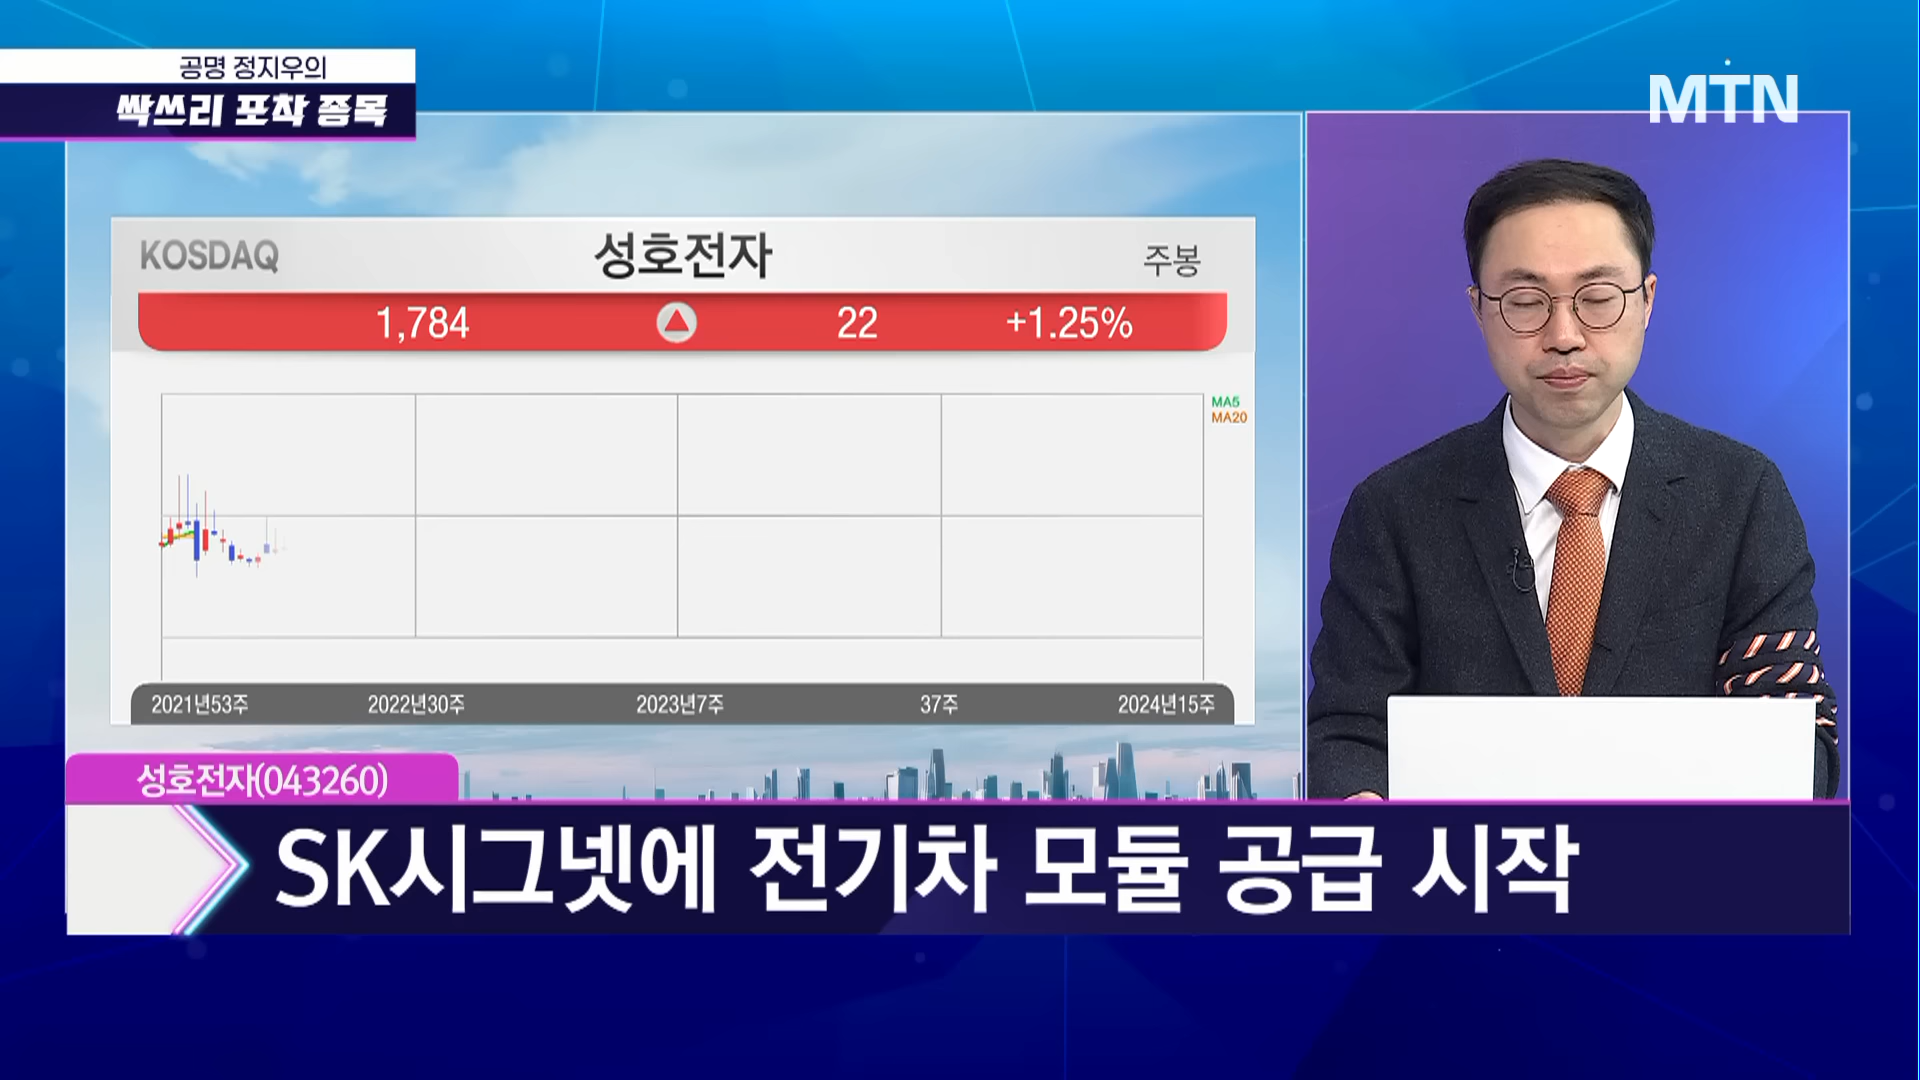 공명 정지우의
싹쓰리 포착 종목
MTN
KOSDAQ
성호전자
주봉
1,784 ▲ 22 +1.25%
MA5
MA20
2021년53주 2022년30주 2023년7주 37주 2024년15주
성호전자(043260)
SK시그넷에 전기차 모듈 공급 시작